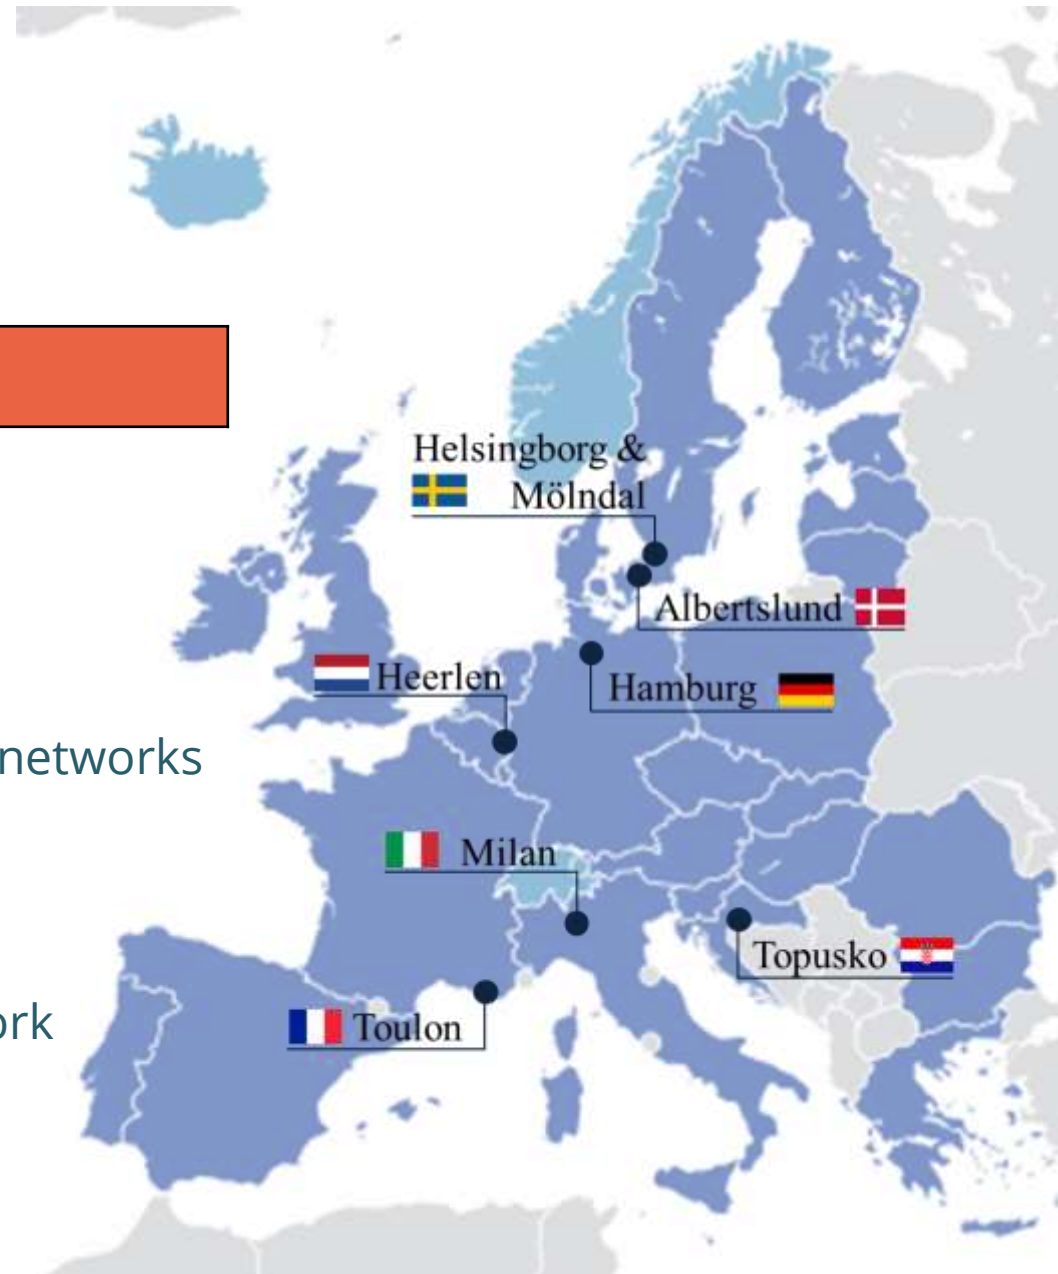 Helsingborg &
Mölndal
Albertslund
Heerlen
Hamburg
networks
Milan
Topusko
ork
Toulon